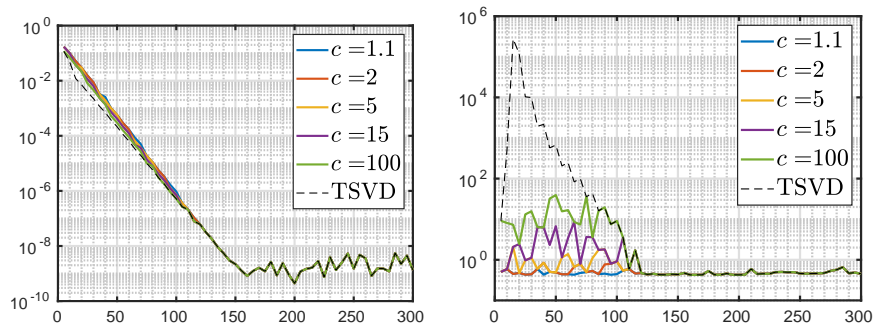 10^0
10^-2
10^-4
10^-6
10^-8
10^-10
0 50 100 150 200 250 300
c =1.1
c =2
c =5
c =15
c =100
TSVD
10^6
10^4
10^2
10^0
0 50 100 150 200 250 300
c =1.1
c =2
c =5
c =15
c =100
TSVD